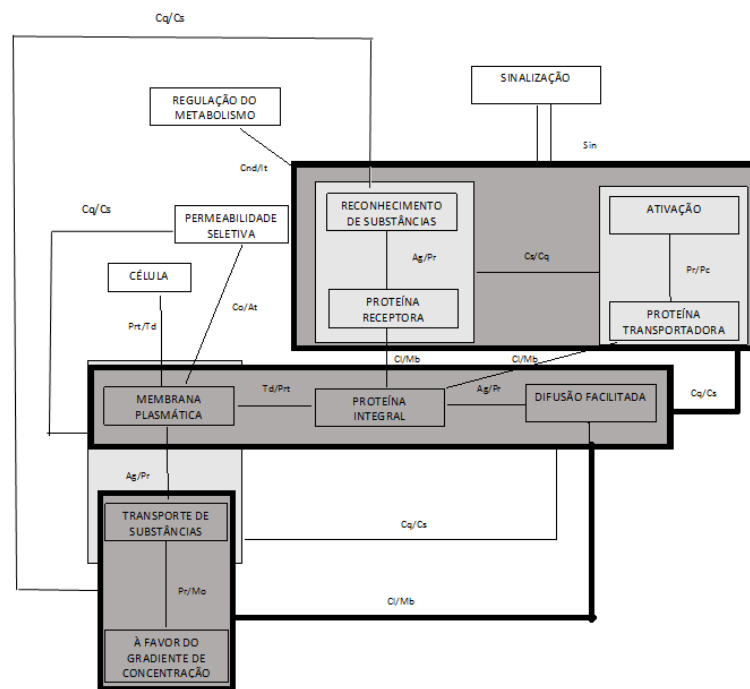 Cq/Cs
SINALIZAÇÃO
REGULAÇÃO DO
METABOLISMO
Sin
Cnd/It
Cq/Cs
PERMEABILIDADE
SELETIVA
RECONHECIMENTO
DE SUBSTÂNCIAS
ATIVAÇÃO
Ag/Pr
Cs/Cq
Pr/Pc
CÉLULA
Co/At
PROTEÍNA
RECEPTORA
PROTEÍNA
TRANSPORTADORA
Prt/Td
Cl/Mb
Cl/Mb
MEMBRANA
PLASMÁTICA
Td/Prt
PROTEÍNA
INTEGRAL
Ag/Pr
DIFUSÃO FACILITADA
Cq/Cs
Ag/Pr
TRANSPORTE DE
SUBSTÂNCIAS
Cq/Cs
Pr/Mo
Cl/Mb
À FAVOR DO
GRADIENTE DE
CONCENTRAÇÃO